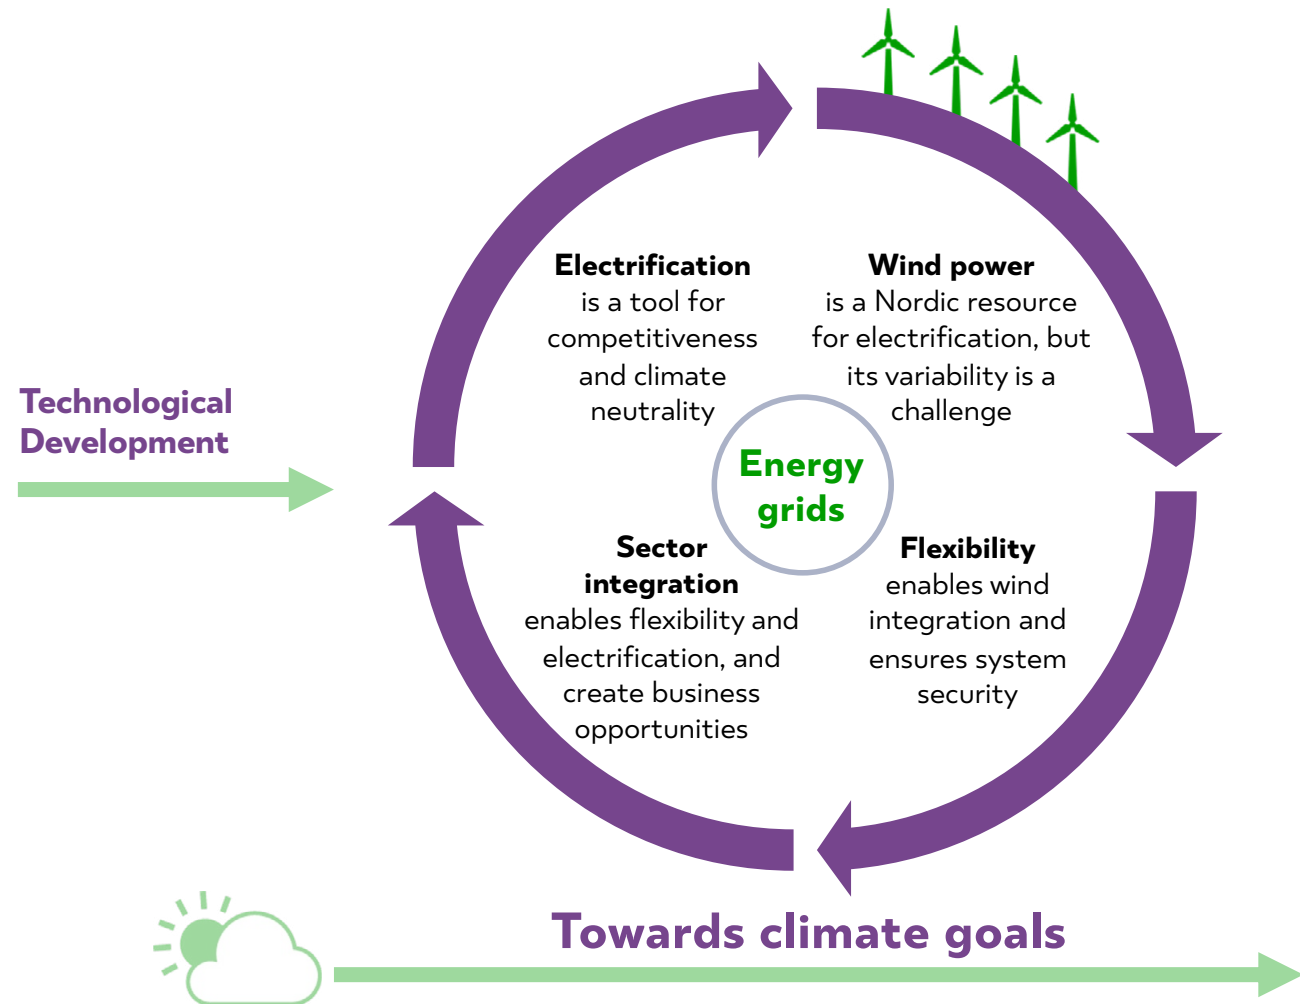 Electrification
is a tool for
competitiveness
and climate
neutrality
Wind power
is a Nordic resource
for electrification, but
its variability is a
challenge
Technological
Development
Energy
grids
Sector
integration
enables flexibility and
electrification, and
create business
opportunities
Flexibility
enables wind
integration and
ensures system
security
Towards climate goals